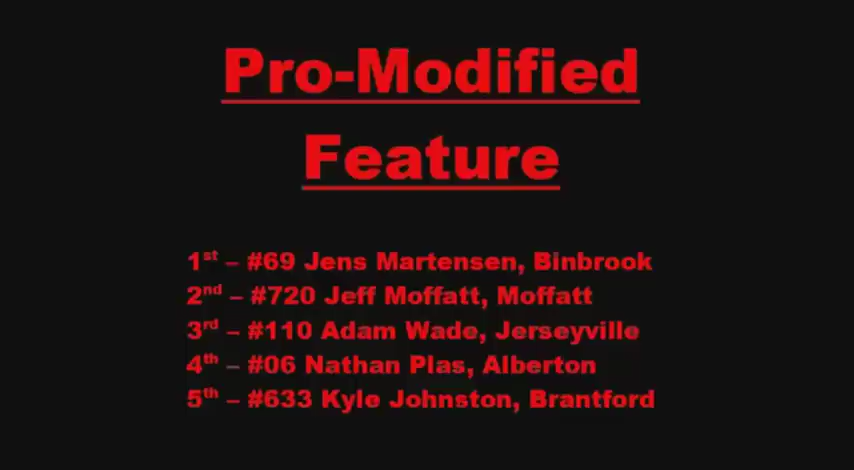 Pro-Modified
Feature
1st – #69 Jens Martensen, Binbrook
2nd – #720 Jeff Moffatt, Moffatt
3rd – #110 Adam Wade, Jerseyville
4th – #06 Nathan Plas, Alberton
5th – #633 Kyle Johnston, Brantford